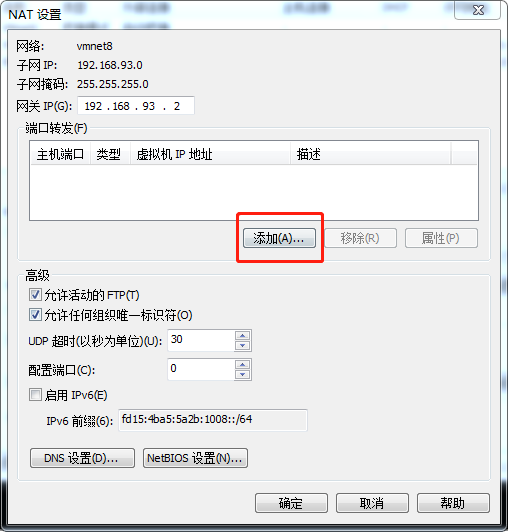 NAT 设置
网络: vmnet8
子网 IP: 192.168.93.0
子网掩码: 255.255.255.0
网关 IP(G): 192 . 168 . 93 . 2
端口转发(F)
主机端口 类型 虚拟机 IP 地址 描述
添加(A)... 移除(R) 属性(P)
高级
允许活动的 FTP(T)
允许任何组织唯一标识符(O)
UDP 超时(以秒为单位)(U): 30
配置端口(C): 0
启用 IPv6(E)
IPv6 前缀(6): fd15:4ba5:5a2b:1008::/64
DNS 设置(D)... NetBIOS 设置(N)...
确定 取消 帮助